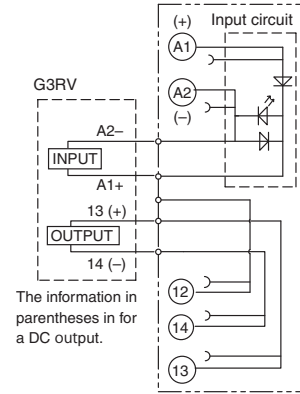 (+)
Input circuit
A1
G3RV
A2
A2–
(–)
INPUT
A1+
13 (+)
OUTPUT
14 (–)
12
The information in
parentheses in for
a DC output.
14
13